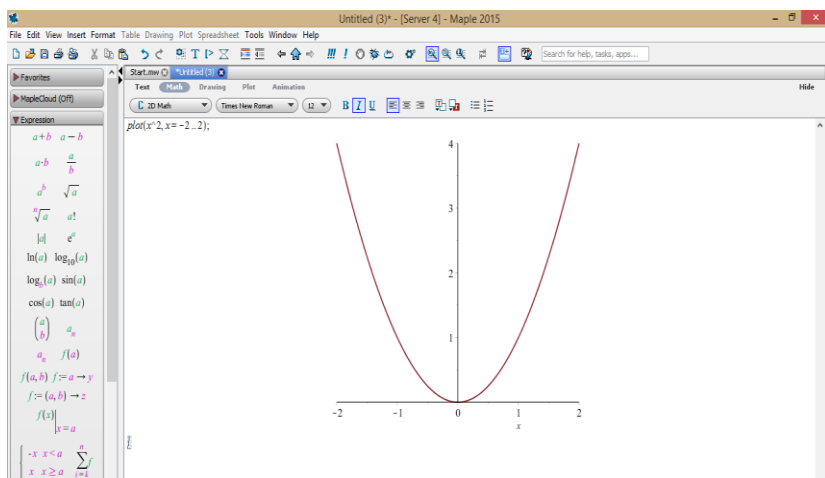 Untitled (3)* - [Server 4] - Maple 2015
File Edit View Insert Format Table Drawing Plot Spreadsheet Tools Window Help
Search for help, tasks, apps...
Favorites
MapleCloud (Off)
Expression
a+b a-b
a·b a/b
a^b √a
ⁿ√a a!
|a| e^a
ln(a) log₁₀(a)
log_b(a) sin(a)
cos(a) tan(a)
(a b) a_n
a_n f(a)
f(a,b) f:=a→y
f:=(a,b)→z
f(x)|x=a
-x x<a
x x≥a
n ∑ f i=k
Start.mw *Untitled (3)
Text Math Drawing Plot Animation Hide
C 2D Math Times New Roman 12 B I U
plot(x^2, x=-2..2);
4
3
2
1
-2 -1 0 1 2
x